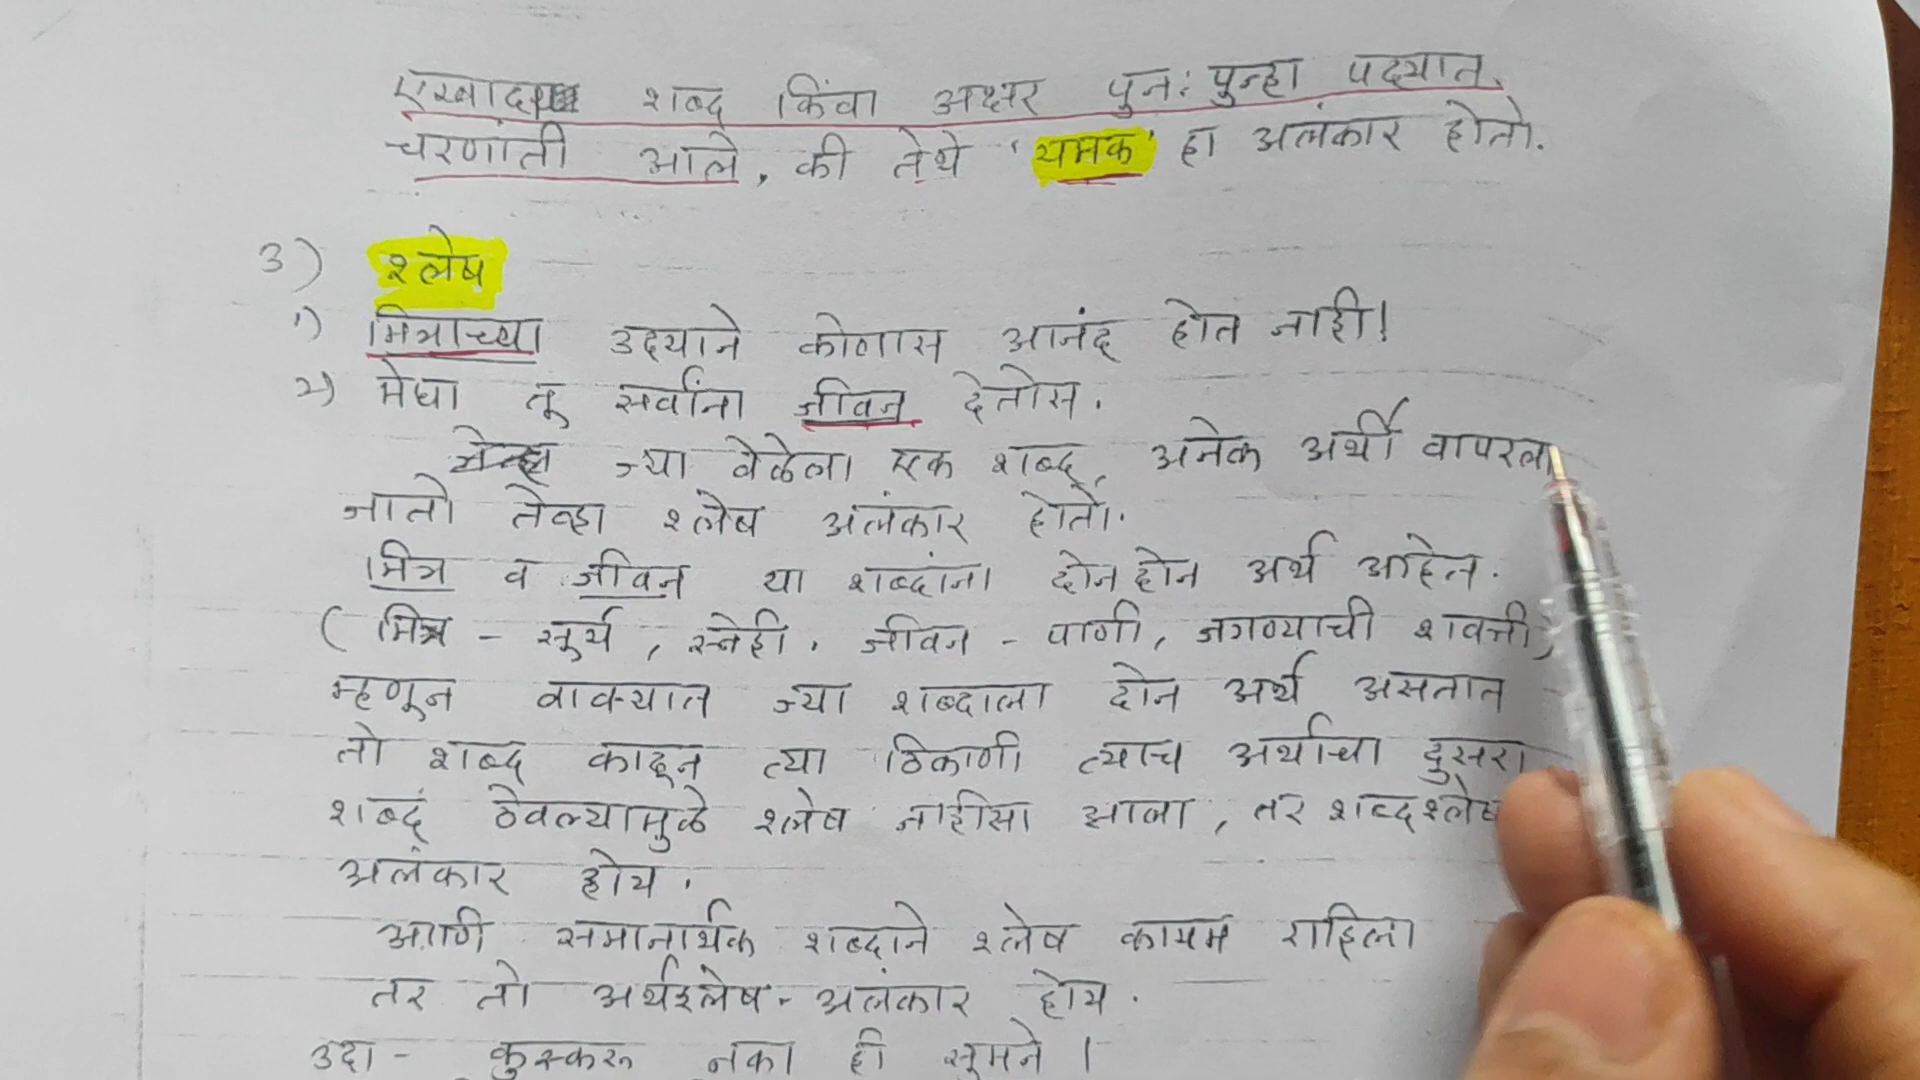 एखादा शब्द किंवा अक्षर पुनः पुन्हा पद्यात
चरणांती आले, की तेथे 'यमक' हा अलंकार होतो.
3) श्लेष
१) मित्राच्या उदयाने कोणास आनंद होत नाही!
२) मेघा तू सर्वांना जीवन देतोस.
ज्या वेळेला एक शब्द, अनेक अर्थी वापरला
जातो तेव्हा श्लेष अलंकार होतो.
मित्र व जीवन या शब्दांना दोन दोन अर्थ आहेत.
(मित्र - सूर्य, स्नेही. जीवन - पाणी, जगण्याची शक्ती)
म्हणून वाक्यात ज्या शब्दाला दोन अर्थ असतात
तो शब्द काढून त्या ठिकाणी त्याच अर्थाचा दुसरा
शब्द ठेवल्यामुळे श्लेष नाहीसा झाला, तर शब्दश्लेष
अलंकार होय.
आणि समानार्थक शब्दाने श्लेष कायम राहिला
तर तो अर्थश्लेष - अलंकार होय.
उदा - कुस्करू नका ही सुमने।